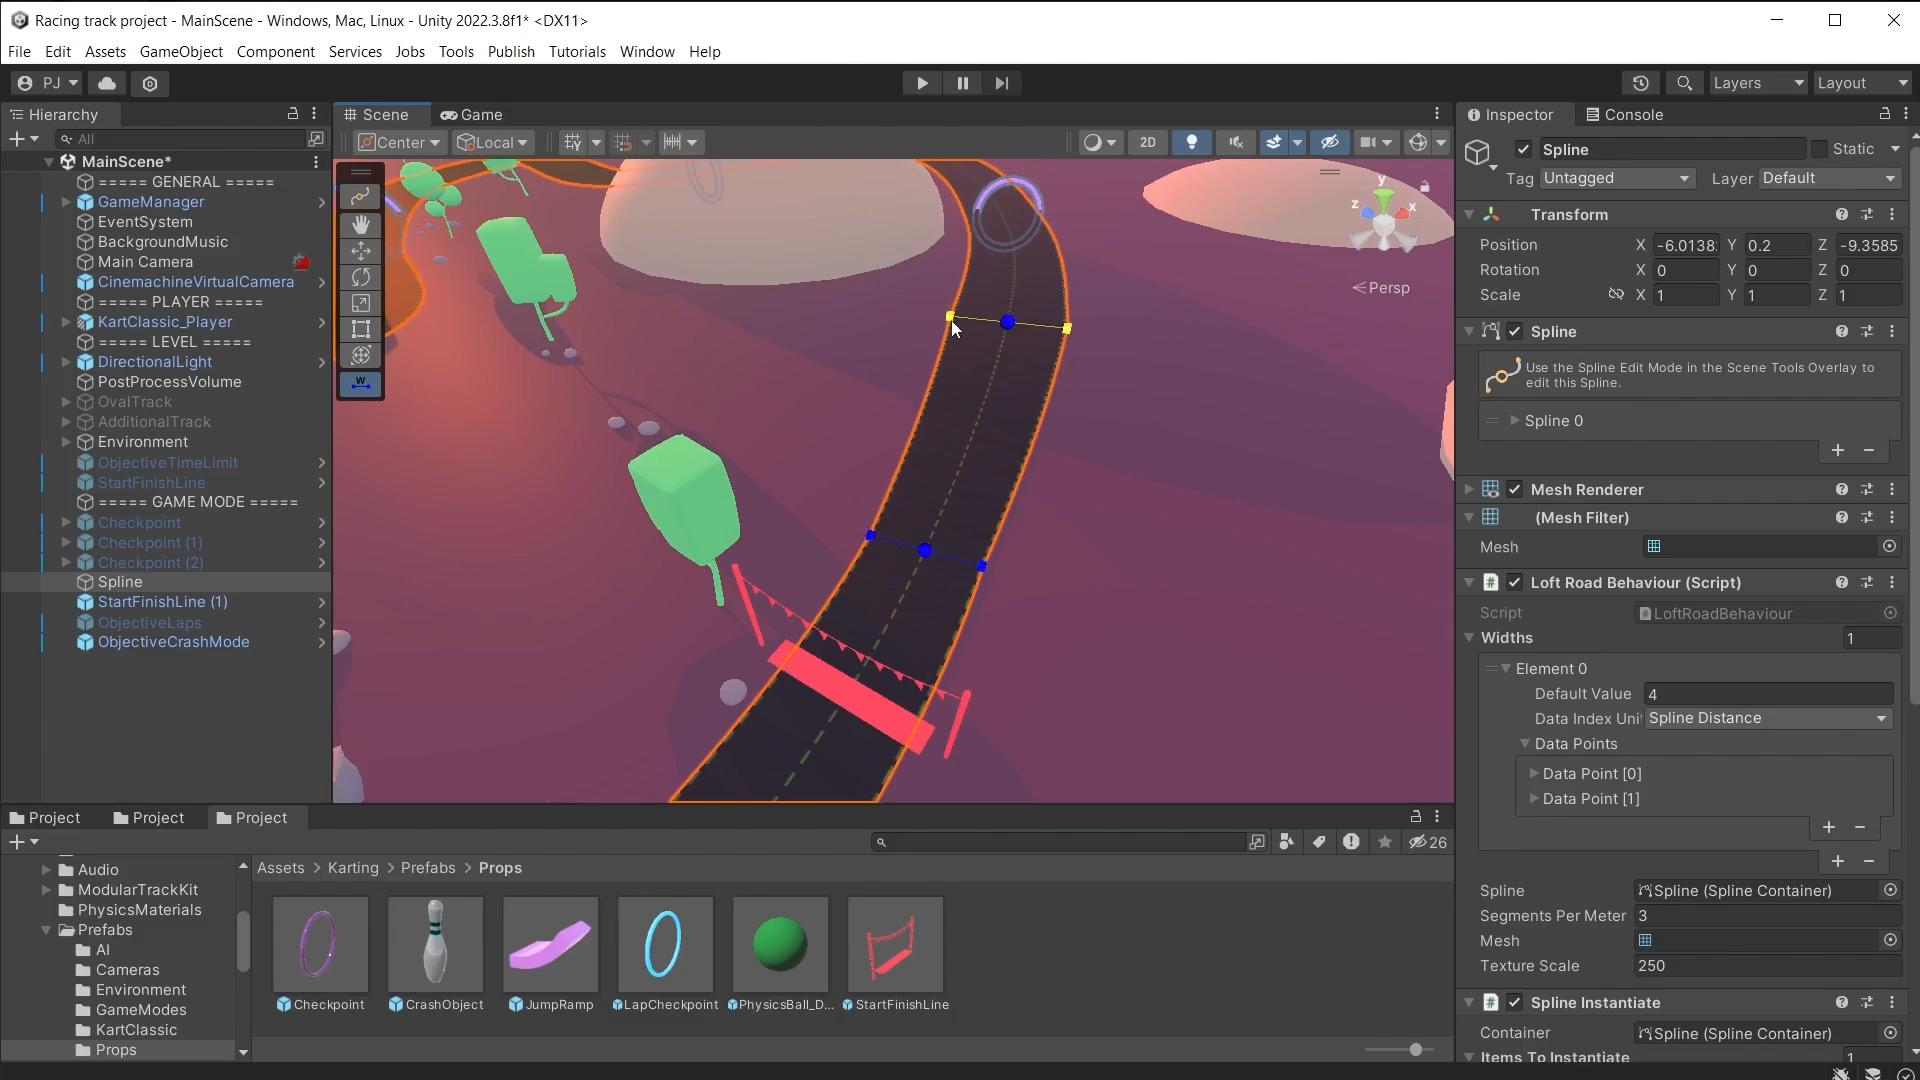 Racing track project - MainScene - Windows, Mac, Linux - Unity 2022.3.8f1* <DX11>
File Edit Assets GameObject Component Services Jobs Tools Publish Tutorials Window Help
PJ
Layers
Layout
Hierarchy
All
MainScene*
===== GENERAL =====
GameManager
EventSystem
BackgroundMusic
Main Camera
CinemachineVirtualCamera
===== PLAYER =====
KartClassic_Player
===== LEVEL =====
DirectionalLight
PostProcessVolume
OvalTrack
AdditionalTrack
Environment
ObjectiveTimeLimit
StartFinishLine
===== GAME MODE =====
Checkpoint
Checkpoint (1)
Checkpoint (2)
Spline
StartFinishLine (1)
ObjectiveLaps
ObjectiveCrashMode
Scene
Game
Center
Local
2D
W
y
z
x
Persp
Inspector
Console
Spline
Static
Tag Untagged
Layer Default
Transform
Position X -6.0138 Y 0.2 Z -9.3585
Rotation X 0 Y 0 Z 0
Scale X 1 Y 1 Z 1
Spline
Use the Spline Edit Mode in the Scene Tools Overlay to
edit this Spline.
Spline 0
+ −
Mesh Renderer
(Mesh Filter)
Mesh
Loft Road Behaviour (Script)
Script LoftRoadBehaviour
Widths 1
Element 0
Default Value 4
Data Index Uni Spline Distance
Data Points
Data Point [0]
Data Point [1]
+ −
+ −
Spline Spline (Spline Container)
Segments Per Meter 3
Mesh
Texture Scale 250
Spline Instantiate
Container Spline (Spline Container)
Items To Instantiate 1
Project
Project
Project
26
Audio
ModularTrackKit
PhysicsMaterials
Prefabs
AI
Cameras
Environment
GameModes
KartClassic
Props
Assets > Karting > Prefabs > Props
Checkpoint
CrashObject
JumpRamp
LapCheckpoint
PhysicsBall_D...
StartFinishLine